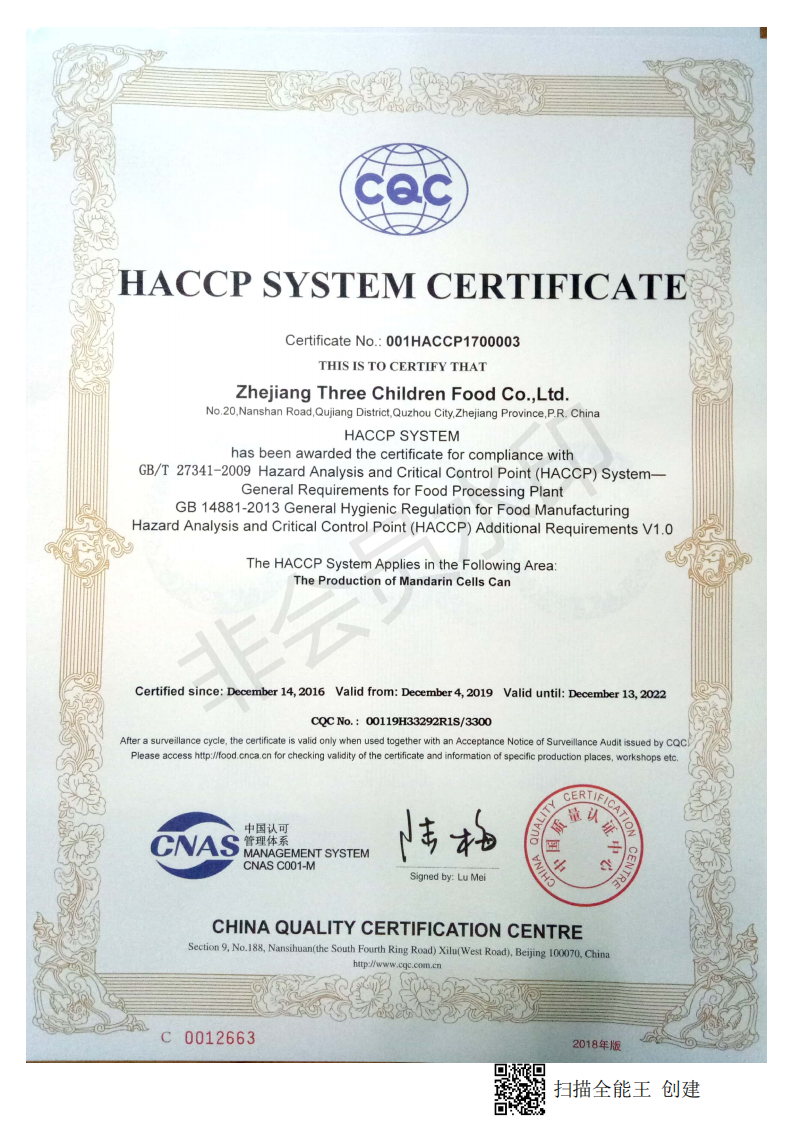 CQC
HACCP SYSTEM CERTIFICATE
Certificate No.: 001HACCP1700003
THIS IS TO CERTIFY THAT
Zhejiang Three Children Food Co.,Ltd.
No.20,Nanshan Road,Qujiang District,Quzhou City,Zhejiang Province,P.R. China
HACCP SYSTEM
has been awarded the certificate for compliance with
GB/T 27341-2009 Hazard Analysis and Critical Control Point (HACCP) System—
General Requirements for Food Processing Plant
GB 14881-2013 General Hygienic Regulation for Food Manufacturing
Hazard Analysis and Critical Control Point (HACCP) Additional Requirements V1.0
The HACCP System Applies in the Following Area:
The Production of Mandarin Cells Can
非会员水印
Certified since: December 14, 2016 Valid from: December 4, 2019 Valid until: December 13, 2022
CQC No. : 00119H33292R1S/3300
After a surveillance cycle, the certificate is valid only when used together with an Acceptance Notice of Surveillance Audit issued by CQC.
Please access http://food.cnca.cn for checking validity of the certificate and information of specific production places, workshops etc.
CNAS
中国认可
管理体系
MANAGEMENT SYSTEM
CNAS C001-M
陆梅
Signed by: Lu Mei
CHINA QUALITY CERTIFICATION CENTRE
中国质量认证中心
CHINA QUALITY CERTIFICATION CENTRE
Section 9, No.188, Nansihuan(the South Fourth Ring Road) Xilu(West Road), Beijing 100070, China
http://www.cqc.com.cn
C 0012663
2018年版
扫描全能王 创建